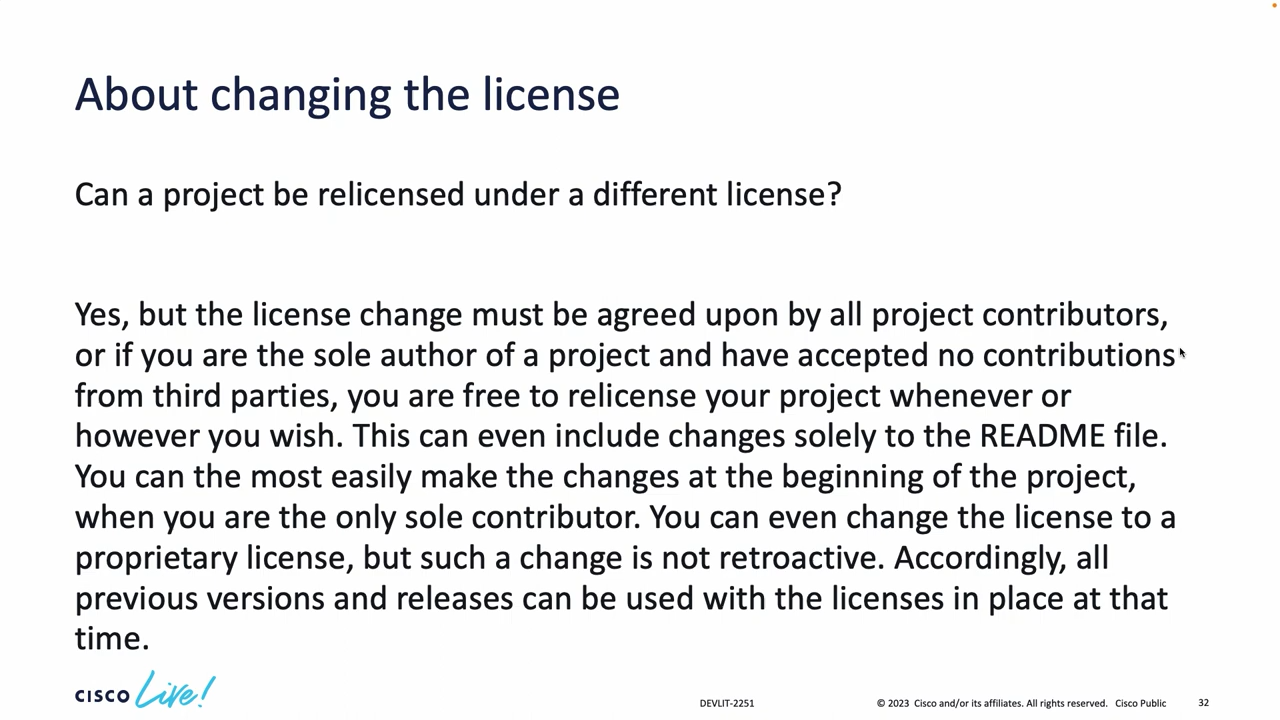 About changing the license
Can a project be relicensed under a different license?
Yes, but the license change must be agreed upon by all project contributors,
or if you are the sole author of a project and have accepted no contributions
from third parties, you are free to relicense your project whenever or
however you wish. This can even include changes solely to the README file.
You can the most easily make the changes at the beginning of the project,
when you are the only sole contributor. You can even change the license to a
proprietary license, but such a change is not retroactive. Accordingly, all
previous versions and releases can be used with the licenses in place at that
time.
CISCO Live!
DEVLIT-2251
© 2023 Cisco and/or its affiliates. All rights reserved. Cisco Public
32